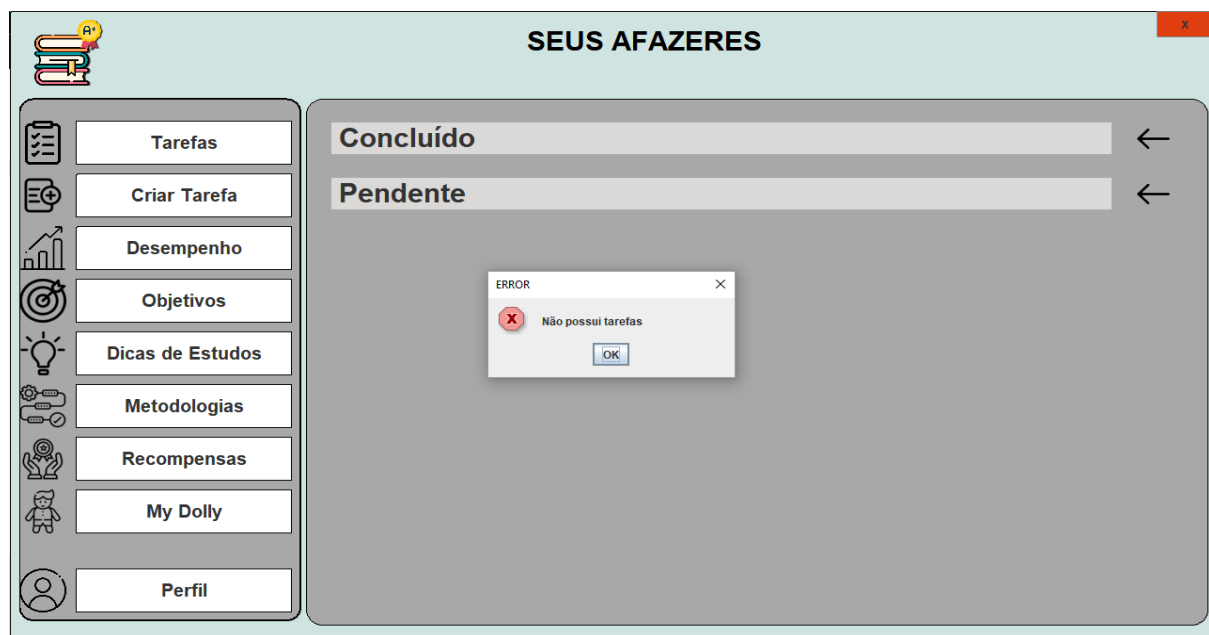 A+
SEUS AFAZERES
X
Tarefas
Criar Tarefa
Desempenho
Objetivos
Dicas de Estudos
Metodologias
Recompensas
My Dolly
Perfil
Concluído
Pendente
ERROR
Não possui tarefas
OK